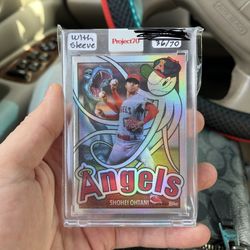 With
Sleeve
Project70
36/70
Angels
SHOHEI OHTANI
Topps